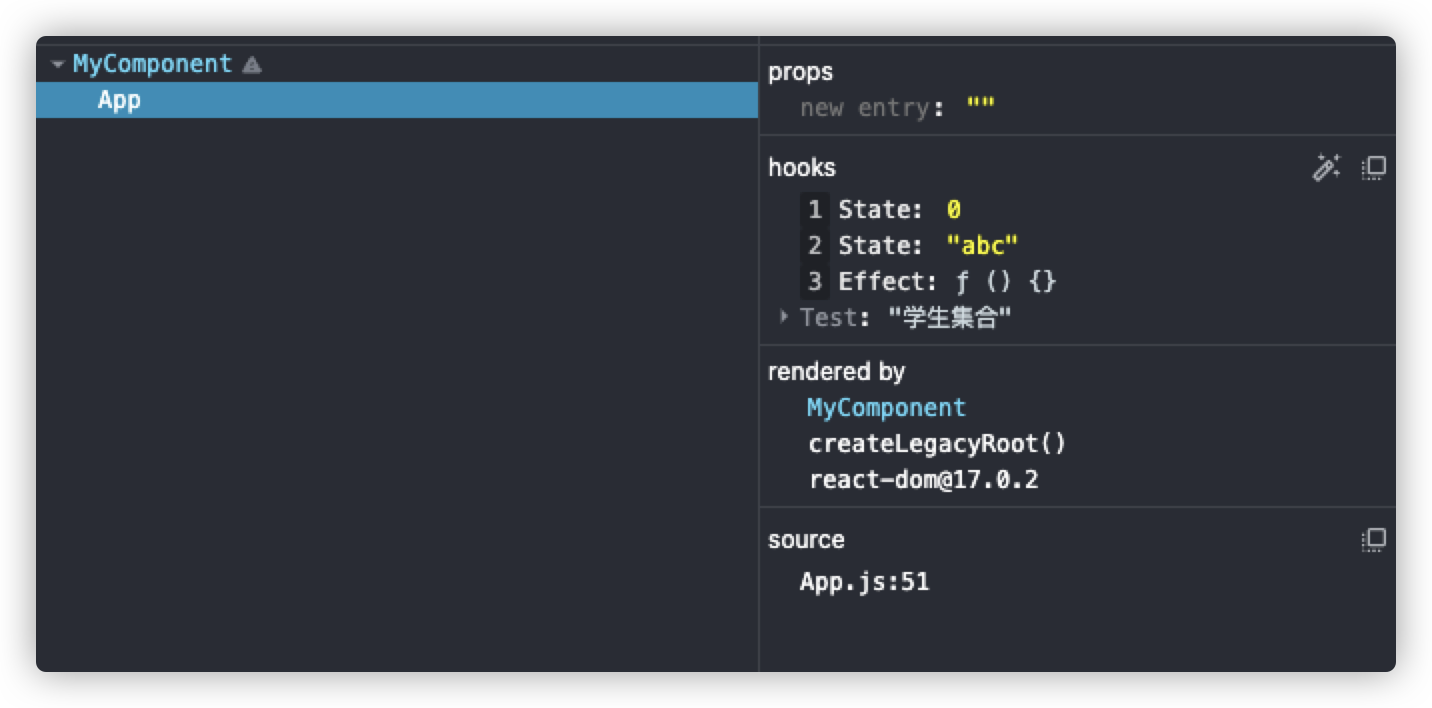 MyComponent
App
props
new entry: ""
hooks
1 State: 0
2 State: "abc"
3 Effect: ƒ () {}
Test: "学生集合"
rendered by
MyComponent
createLegacyRoot()
react-dom@17.0.2
source
App.js:51